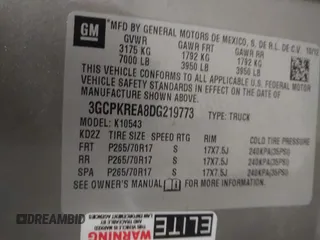 GM
*MFD BY GENERAL MOTORS DE MEXICO, S. DE R.L. DE C.V. 10/12
GVWR GAWR FRT GAWR RR
3175 KG 1792 KG 1792 KG
7000 LB 3950 LB 3950 LB
THIS VEHICLE CONFORMS TO ALL APPLICABLE U.S. FEDERAL
MOTOR VEHICLE SAFETY STANDARDS IN EFFECT ON THE DATE OF
MANUFACTURE SHOWN ABOVE.
3GCPKREA8DG219773 TYPE: TRUCK
MODEL: K10543
KD2Z TIRE SIZE SPEED RTG RIM COLD TIRE PRESSURE
FRT P265/70R17 S 17X7.5J 240KPA(35PSI)
RR P265/70R17 S 17X7.5J 240KPA(35PSI)
SPA P265/70R17 S 17X7.5J 240KPA(35PSI)
SEE OWNER'S MANUAL
ELITE
WARNING
LAW ENFORCEMENT
DREAMBID